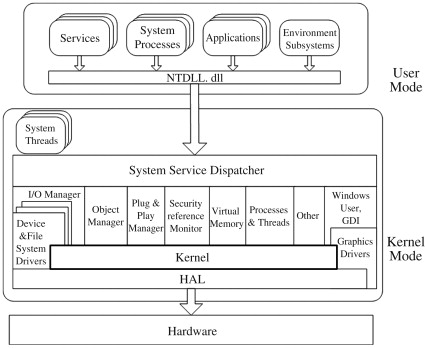 Services
System
Processes
Applications
Environment
Subsystems
NTDLL. dll
User
Mode
System
Threads
System Service Dispatcher
I/O Manager
Device
&File
System
Drivers
Object
Manager
Plug &
Play
Manager
Security
reference
Monitor
Virtual
Memory
Processes
& Threads
Other
Windows
User,
GDI
Graphics
Drivers
Kernel
HAL
Kernel
Mode
Hardware